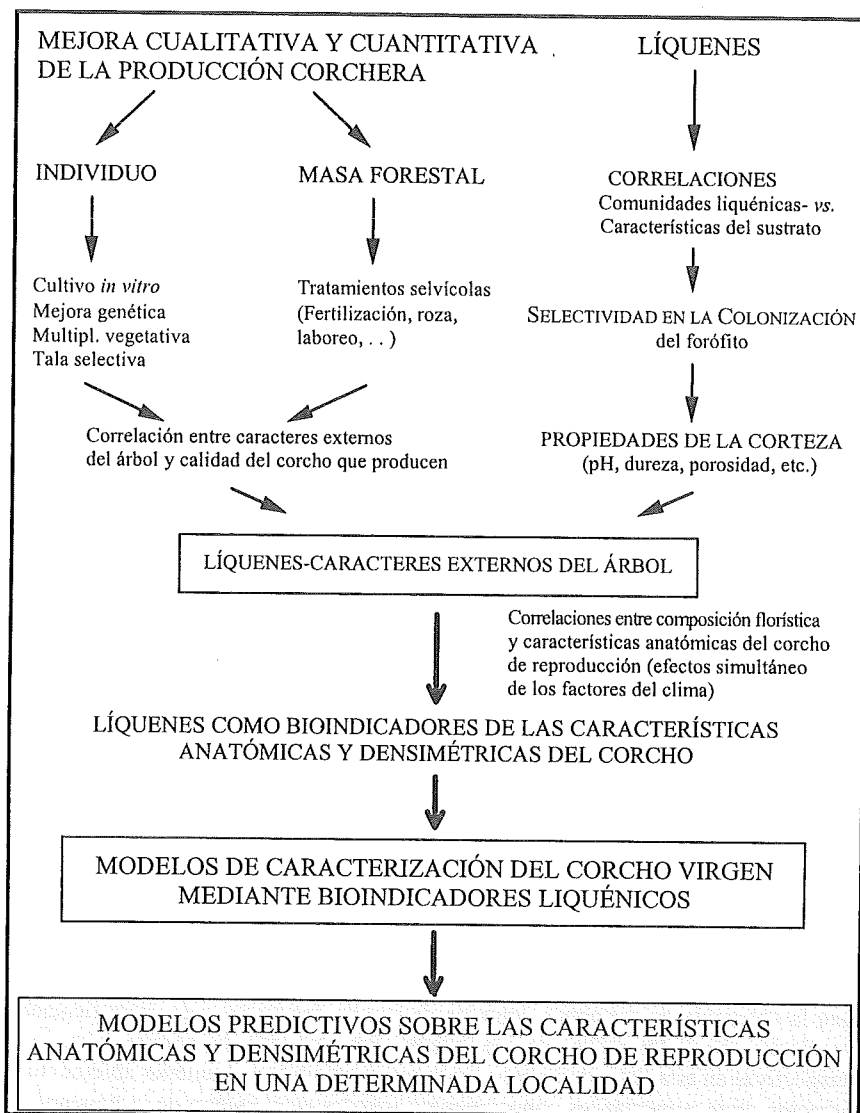 MEJORA CUALITATIVA Y CUANTITATIVA
DE LA PRODUCCIÓN CORCHERA
LÍQUENES
INDIVIDUO
MASA FORESTAL
CORRELACIONES
Comunidades liquénicas- vs.
Características del sustrato
Cultivo in vitro
Mejora genética
Multipl. vegetativa
Tala selectiva
Tratamientos selvícolas
(Fertilización, roza,
laboreo, . . )
SELECTIVIDAD EN LA COLONIZACIÓN
del forófito
Correlación entre caracteres externos
del árbol y calidad del corcho que producen
PROPIEDADES DE LA CORTEZA
(pH, dureza, porosidad, etc.)
LÍQUENES-CARACTERES EXTERNOS DEL ÁRBOL
Correlaciones entre composición florística
y características anatómicas del corcho
de reproducción (efectos simultáneo
de los factores del clima)
LÍQUENES COMO BIOINDICADORES DE LAS CARACTERÍSTICAS
ANATÓMICAS Y DENSIMÉTRICAS DEL CORCHO
MODELOS DE CARACTERIZACIÓN DEL CORCHO VIRGEN
MEDIANTE BIOINDICADORES LIQUÉNICOS
MODELOS PREDICTIVOS SOBRE LAS CARACTERÍSTICAS
ANATÓMICAS Y DENSIMÉTRICAS DEL CORCHO DE REPRODUCCIÓN
EN UNA DETERMINADA LOCALIDAD